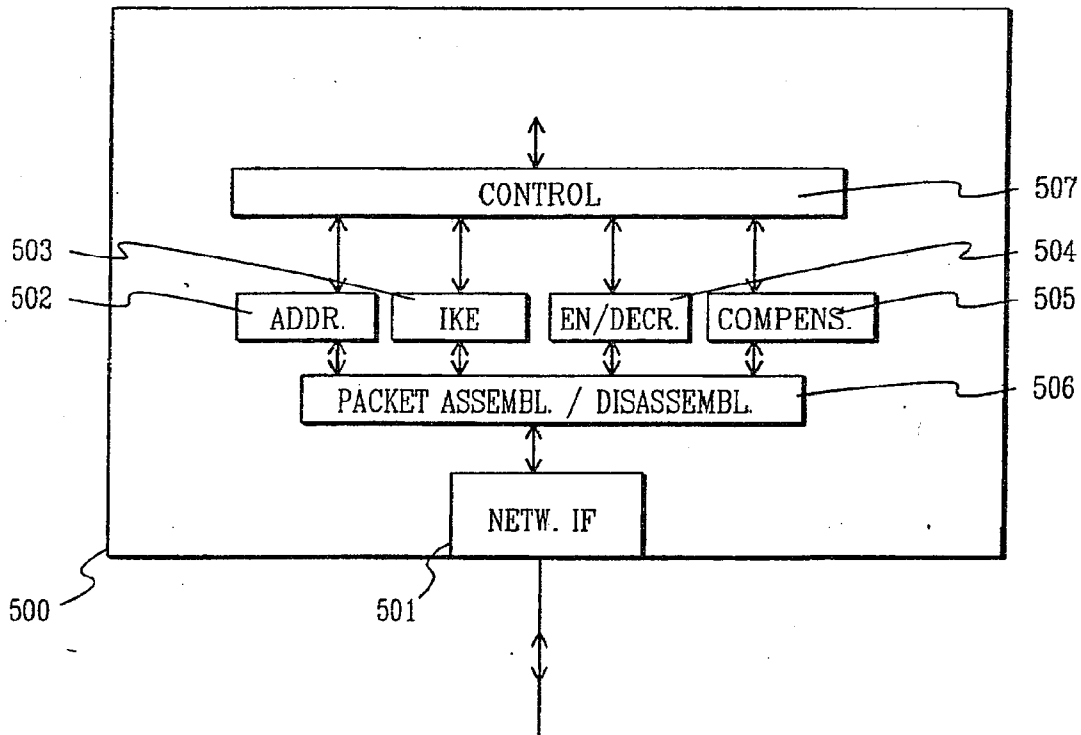 CONTROL
507
503
504
502
505
ADDR.
IKE
EN/DECR.
COMPENS.
PACKET ASSEMBL. / DISASSEMBL.
506
NETW. IF
500
501